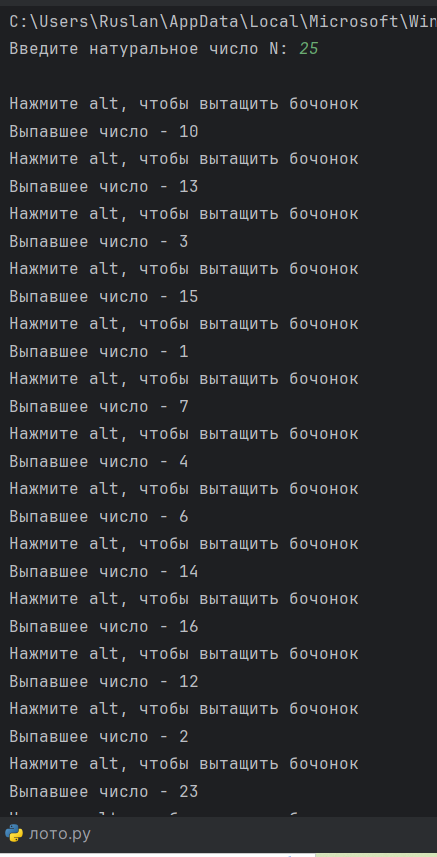 C:\Users\Ruslan\AppData\Local\Microsoft\Win
Введите натуральное число N: 25
Нажмите alt, чтобы вытащить бочонок
Выпавшее число - 10
Нажмите alt, чтобы вытащить бочонок
Выпавшее число - 13
Нажмите alt, чтобы вытащить бочонок
Выпавшее число - 3
Нажмите alt, чтобы вытащить бочонок
Выпавшее число - 15
Нажмите alt, чтобы вытащить бочонок
Выпавшее число - 1
Нажмите alt, чтобы вытащить бочонок
Выпавшее число - 7
Нажмите alt, чтобы вытащить бочонок
Выпавшее число - 4
Нажмите alt, чтобы вытащить бочонок
Выпавшее число - 6
Нажмите alt, чтобы вытащить бочонок
Выпавшее число - 14
Нажмите alt, чтобы вытащить бочонок
Выпавшее число - 16
Нажмите alt, чтобы вытащить бочонок
Выпавшее число - 12
Нажмите alt, чтобы вытащить бочонок
Выпавшее число - 2
Нажмите alt, чтобы вытащить бочонок
Выпавшее число - 23
лото.py